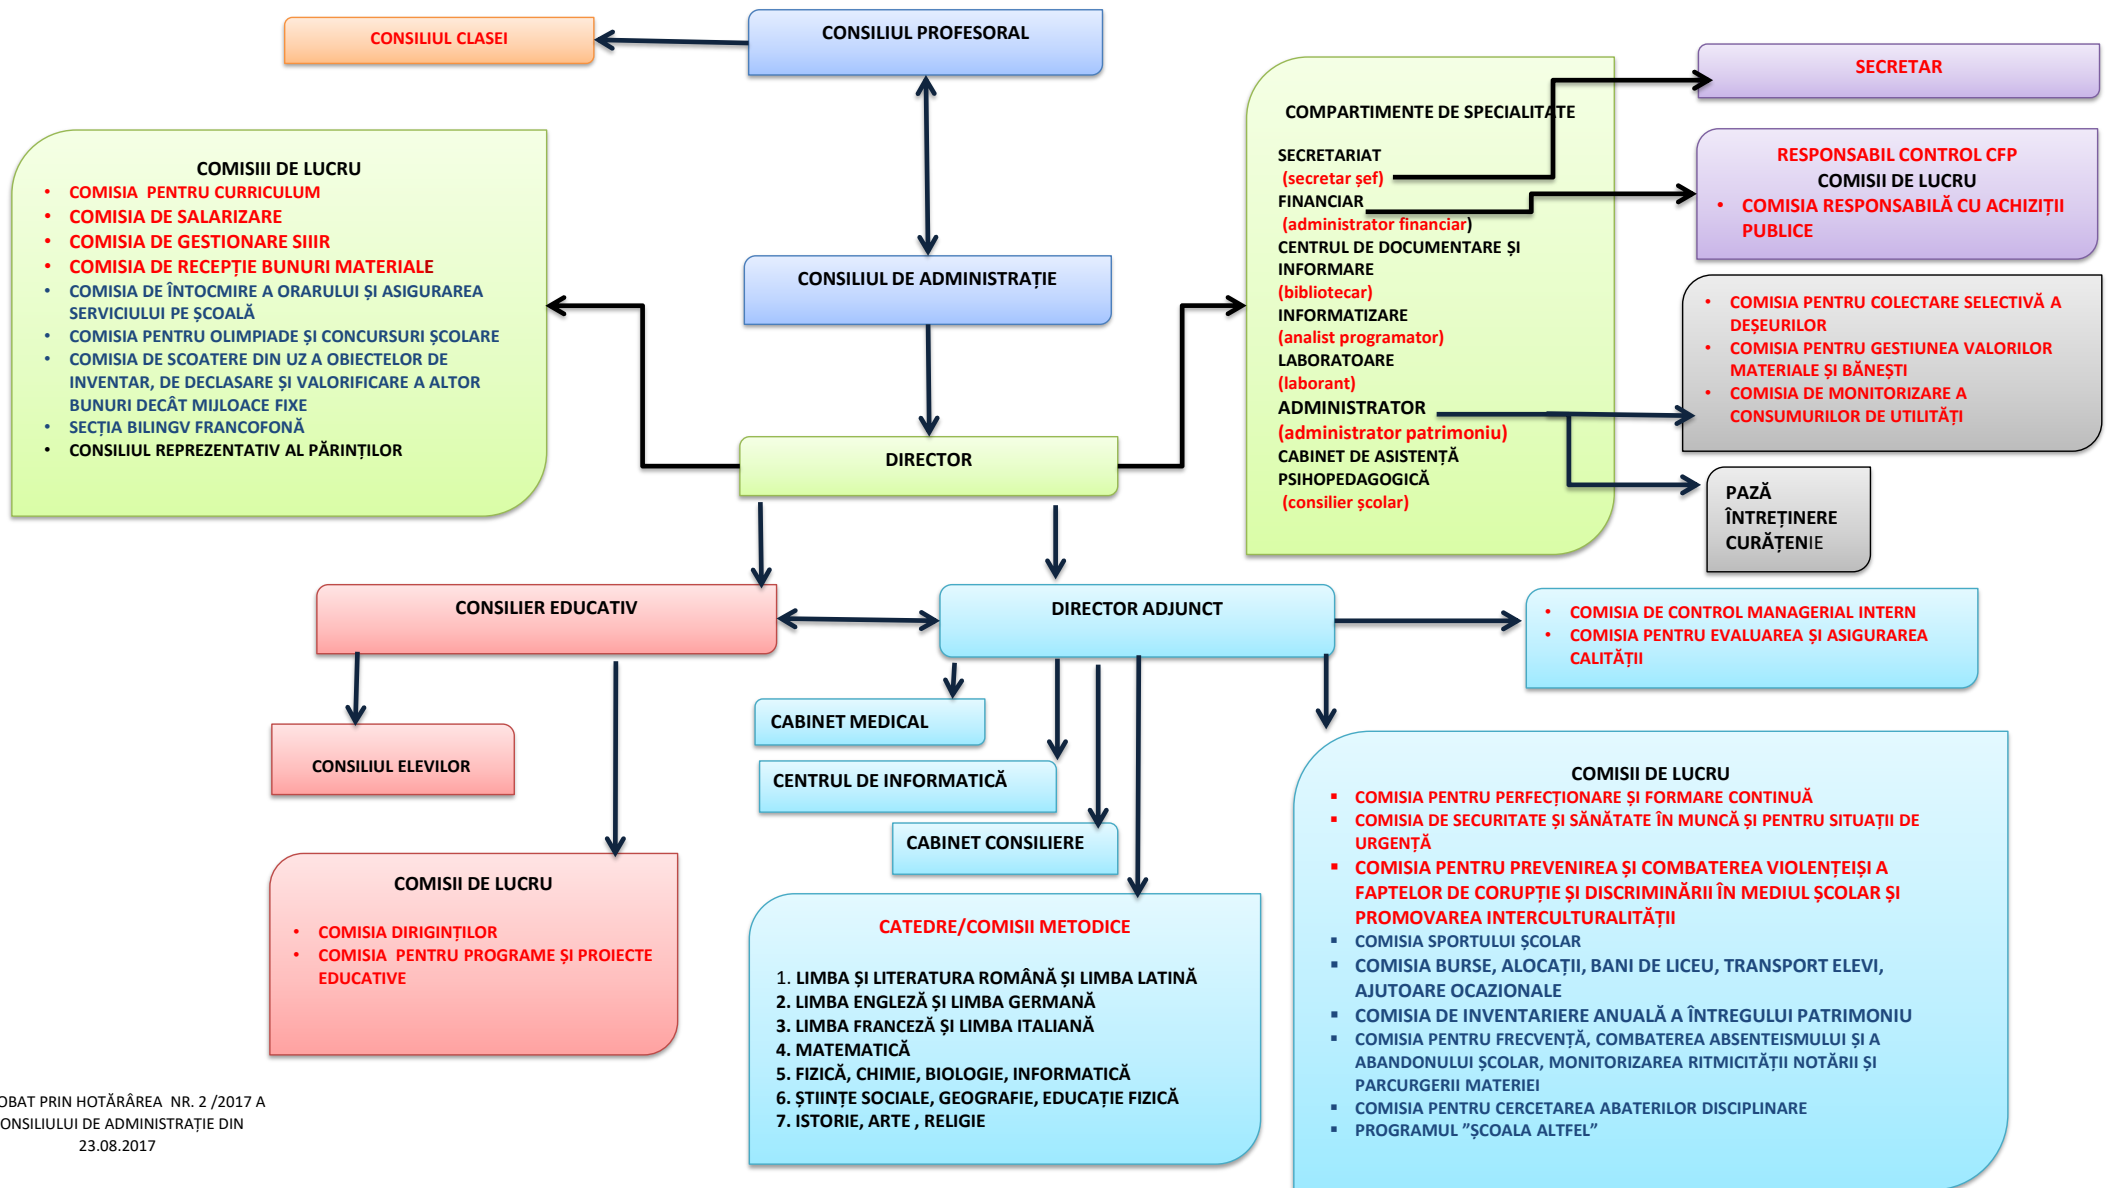 CONSILIUL CLASEI
CONSILIUL PROFESORAL
SECRETAR
COMPARTIMENTE DE SPECIALITATE
SECRETARIAT
(secretar șef)
FINANCIAR
(administrator financiar)
CENTRUL DE DOCUMENTARE ȘI
INFORMARE
(bibliotecar)
INFORMATIZARE
(analist programator)
LABORATOARE
(laborant)
ADMINISTRATOR
(administrator patrimoniu)
CABINET DE ASISTENȚĂ
PSIHOPEDAGOGICĂ
(consilier școlar)
RESPONSABIL CONTROL CFP
COMISII DE LUCRU
• COMISIA RESPONSABILĂ CU ACHIZIȚII
PUBLICE
COMISIII DE LUCRU
• COMISIA PENTRU CURRICULUM
• COMISIA DE SALARIZARE
• COMISIA DE GESTIONARE SIIIR
• COMISIA DE RECEPȚIE BUNURI MATERIALE
• COMISIA DE ÎNTOCMIRE A ORARULUI ȘI ASIGURAREA
SERVICIULUI PE ȘCOALĂ
• COMISIA PENTRU OLIMPIADE ȘI CONCURSURI ȘCOLARE
• COMISIA DE SCOATERE DIN UZ A OBIECTELOR DE
INVENTAR, DE DECLASARE ȘI VALORIFICARE A ALTOR
BUNURI DECÂT MIJLOACE FIXE
• SECȚIA BILINGV FRANCOFONĂ
• CONSILIUL REPREZENTATIV AL PĂRINȚILOR
CONSILIUL DE ADMINISTRAȚIE
• COMISIA PENTRU COLECTARE SELECTIVĂ A
DEȘEURILOR
• COMISIA PENTRU GESTIUNEA VALORILOR
MATERIALE ȘI BĂNEȘTI
• COMISIA DE MONITORIZARE A
CONSUMURILOR DE UTILITĂȚI
DIRECTOR
PAZĂ
ÎNTREȚINERE
CURĂȚENIE
CONSILIER EDUCATIV
DIRECTOR ADJUNCT
• COMISIA DE CONTROL MANAGERIAL INTERN
• COMISIA PENTRU EVALUAREA ȘI ASIGURAREA
CALITĂȚII
CONSILIUL ELEVILOR
CABINET MEDICAL
CENTRUL DE INFORMATICĂ
CABINET CONSILIERE
COMISII DE LUCRU
• COMISIA DIRIGINȚILOR
• COMISIA PENTRU PROGRAME ȘI PROIECTE
EDUCATIVE
CATEDRE/COMISII METODICE
1. LIMBA ȘI LITERATURA ROMÂNĂ ȘI LIMBA LATINĂ
2. LIMBA ENGLEZĂ ȘI LIMBA GERMANĂ
3. LIMBA FRANCEZĂ ȘI LIMBA ITALIANĂ
4. MATEMATICĂ
5. FIZICĂ, CHIMIE, BIOLOGIE, INFORMATICĂ
6. ȘTIINȚE SOCIALE, GEOGRAFIE, EDUCAȚIE FIZICĂ
7. ISTORIE, ARTE , RELIGIE
COMISII DE LUCRU
▪ COMISIA PENTRU PERFECȚIONARE ȘI FORMARE CONTINUĂ
▪ COMISIA DE SECURITATE ȘI SĂNĂTATE ÎN MUNCĂ ȘI PENTRU SITUAȚII DE
URGENȚĂ
▪ COMISIA PENTRU PREVENIREA ȘI COMBATEREA VIOLENȚEIȘI A
FAPTELOR DE CORUPȚIE ȘI DISCRIMINĂRII ÎN MEDIUL ȘCOLAR ȘI
PROMOVAREA INTERCULTURALITĂȚII
▪ COMISIA SPORTULUI ȘCOLAR
▪ COMISIA BURSE, ALOCAȚII, BANI DE LICEU, TRANSPORT ELEVI,
AJUTOARE OCAZIONALE
▪ COMISIA DE INVENTARIERE ANUALĂ A ÎNTREGULUI PATRIMONIU
▪ COMISIA PENTRU FRECVENȚĂ, COMBATEREA ABSENTEISMULUI ȘI A
ABANDONULUI ȘCOLAR, MONITORIZAREA RITMICITĂȚII NOTĂRII ȘI
PARCURGERII MATERIEI
▪ COMISIA PENTRU CERCETAREA ABATERILOR DISCIPLINARE
▪ PROGRAMUL ”ȘCOALA ALTFEL”
OBAT PRIN HOTĂRÂREA NR. 2 /2017 A
ONSILIULUI DE ADMINISTRAȚIE DIN
23.08.2017